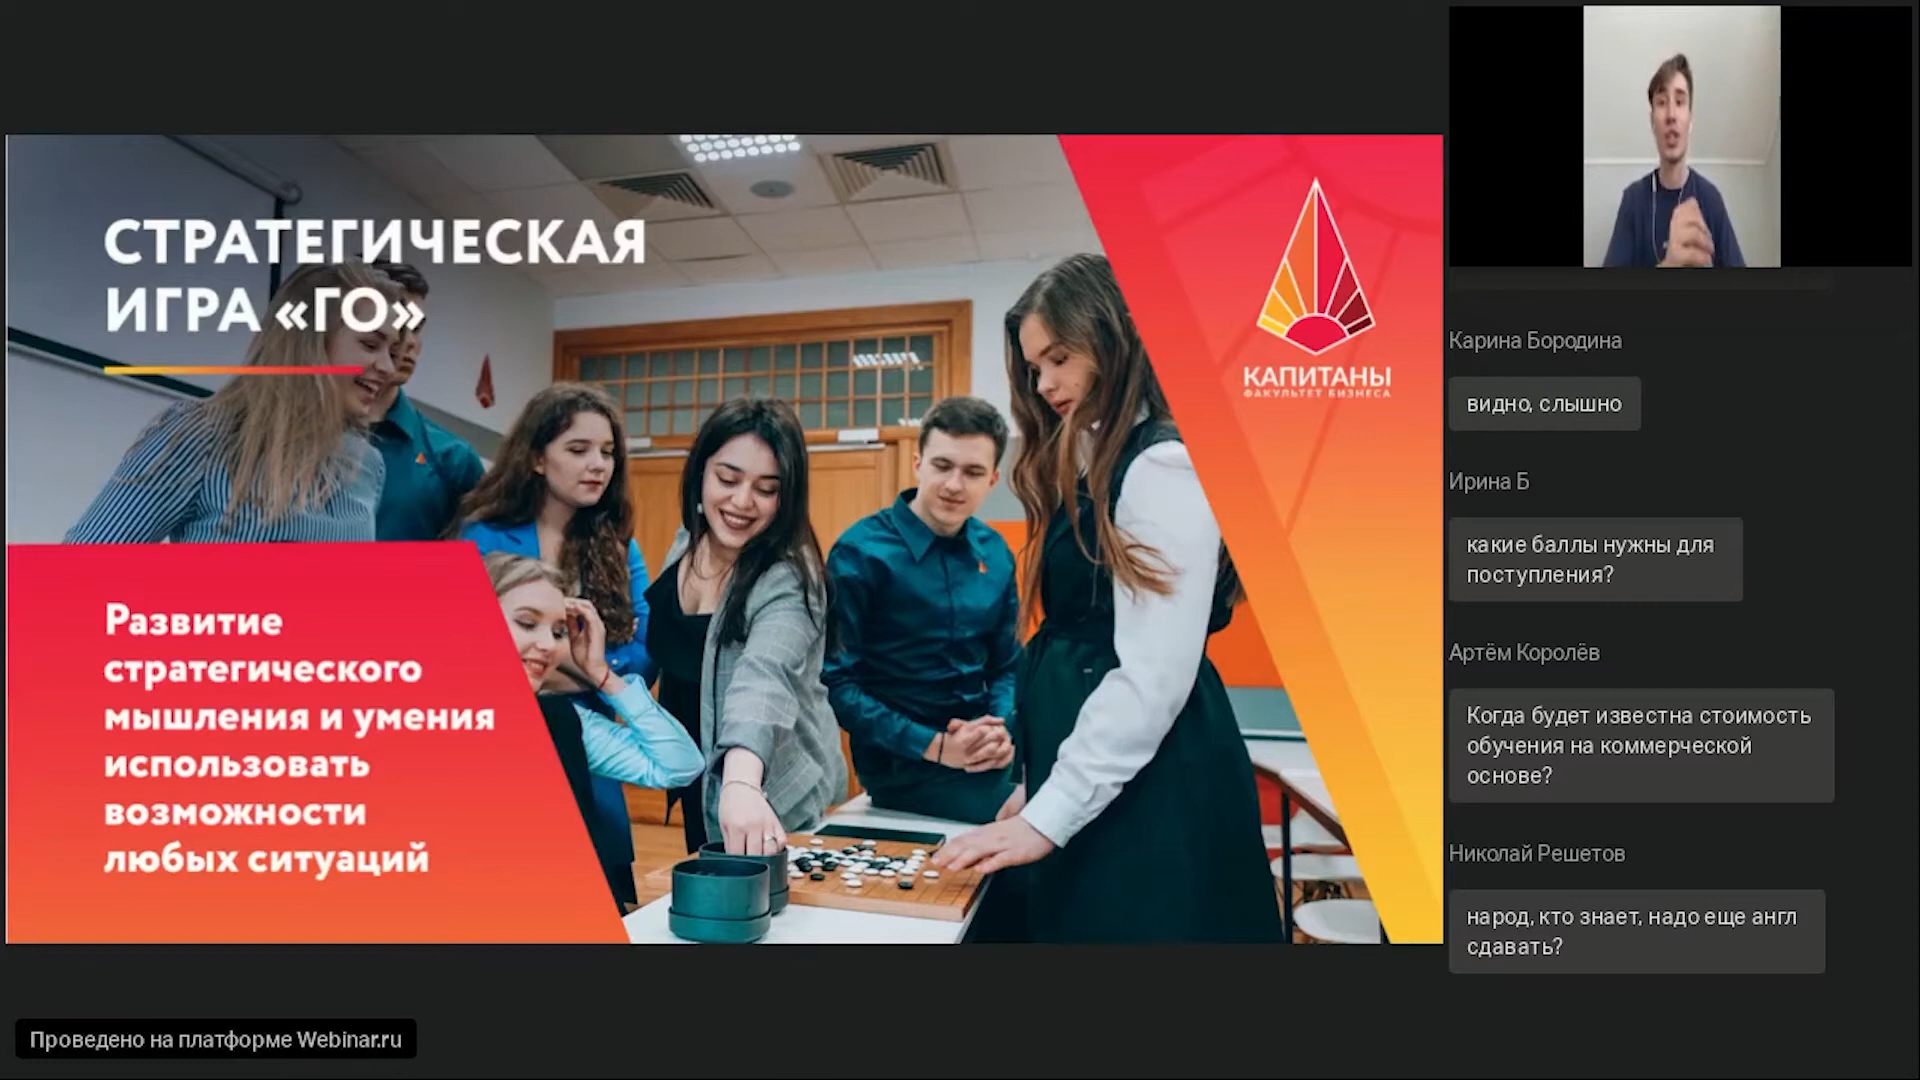 СТРАТЕГИЧЕСКАЯ
ИГРА «ГО»
КАПИТАНЫ
ФАКУЛЬТЕТ БИЗНЕСА
Развитие
стратегического
мышления и умения
использовать
возможности
любых ситуаций
Карина Бородина
видно, слышно
Ирина Б
какие баллы нужны для
поступления?
Артём Королёв
Когда будет известна стоимость
обучения на коммерческой
основе?
Николай Решетов
народ, кто знает, надо еще англ
сдавать?
Проведено на платформе Webinar.ru